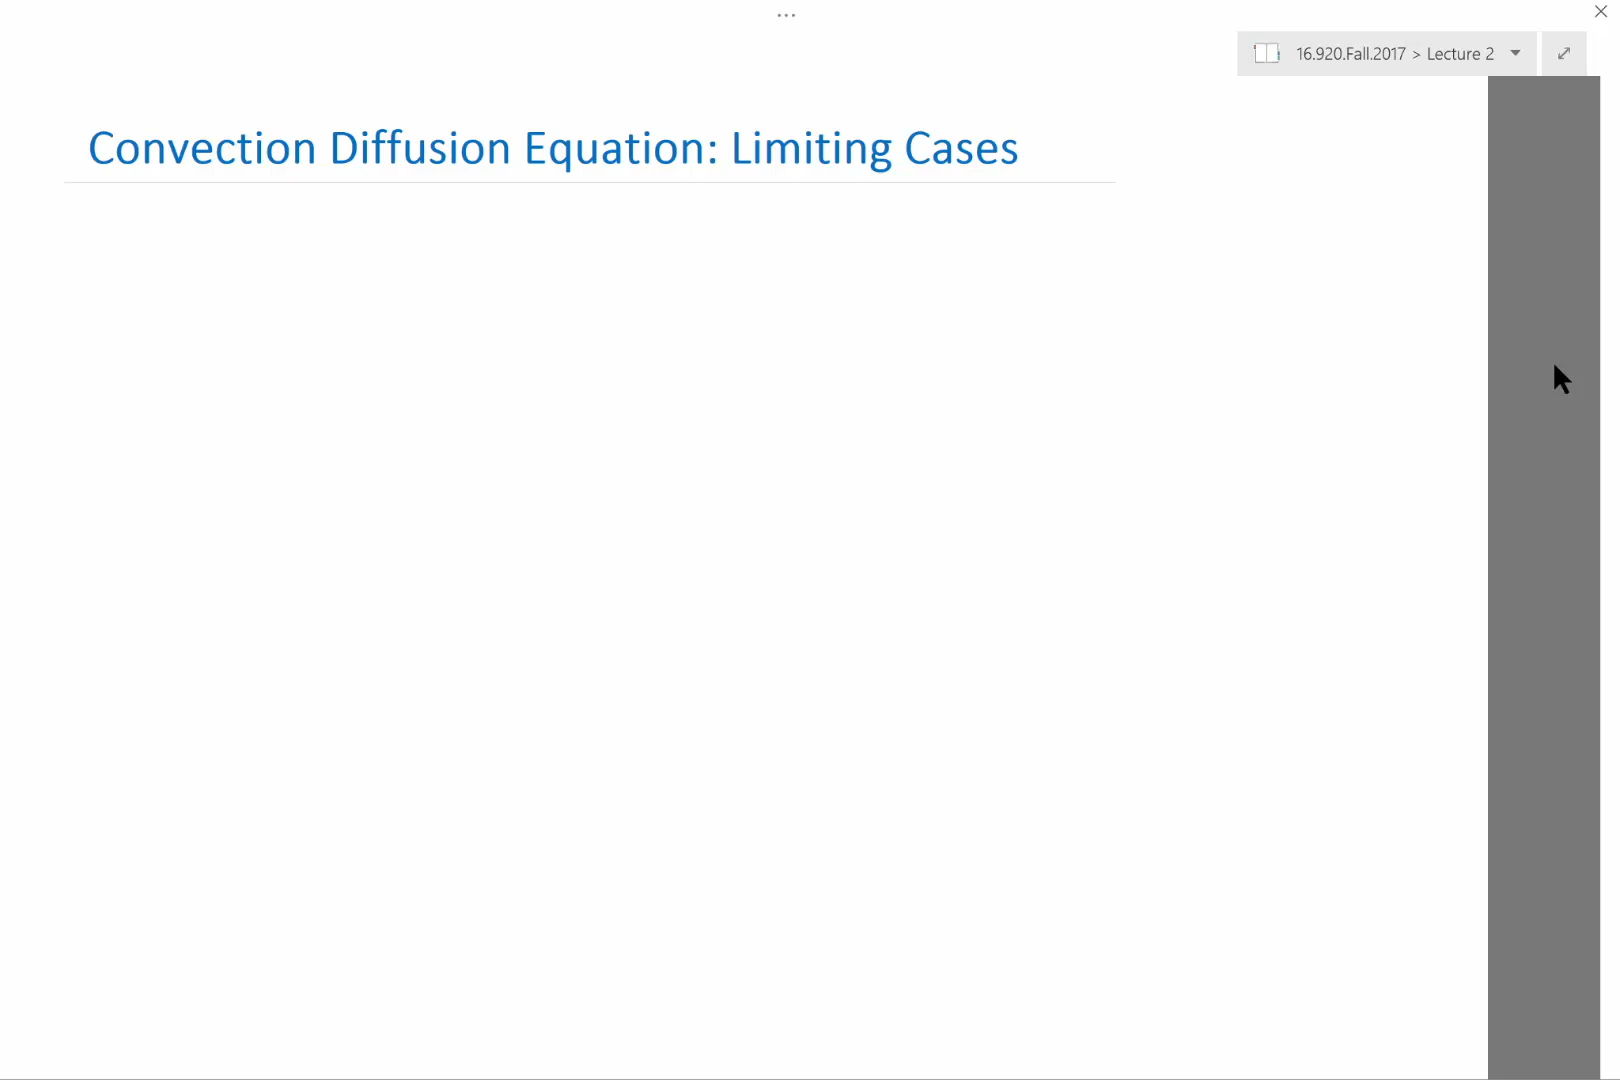 16.920.Fall.2017 > Lecture 2
Convection Diffusion Equation: Limiting Cases